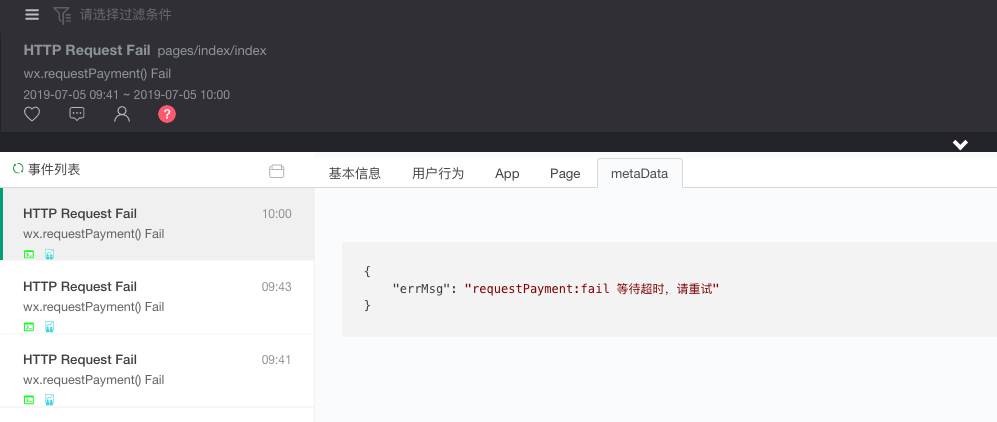 请选择过滤条件
HTTP Request Fail pages/index/index
wx.requestPayment() Fail
2019-07-05 09:41 ~ 2019-07-05 10:00
?
事件列表
基本信息 用户行为 App Page metaData
HTTP Request Fail 10:00
wx.requestPayment() Fail
HTTP Request Fail 09:43
wx.requestPayment() Fail
HTTP Request Fail 09:41
wx.requestPayment() Fail
{
"errMsg": "requestPayment:fail 等待超时，请重试"
}